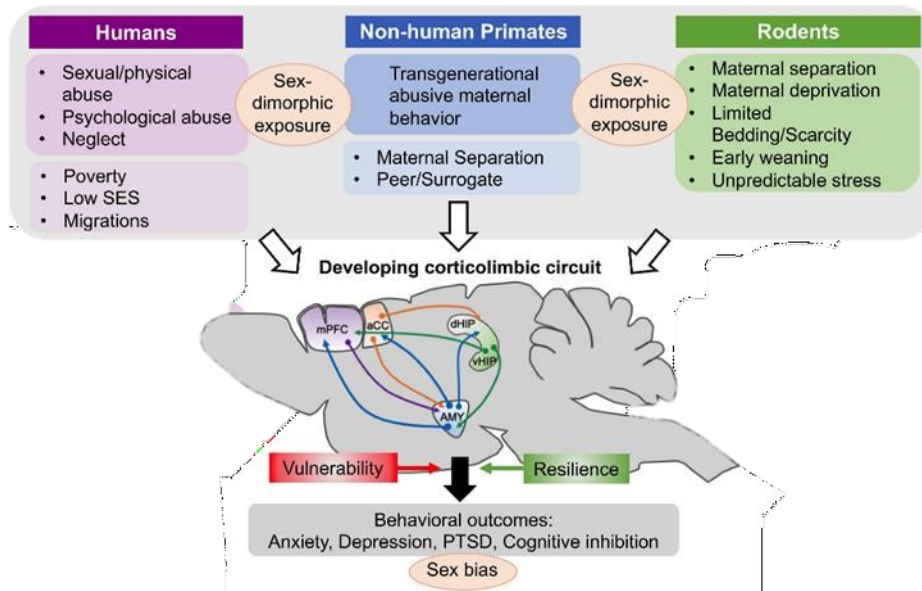 Humans
Sexual/physical
abuse
Psychological abuse
Neglect
Poverty
Low SES
Migrations
Sex-
dimorphic
exposure
Non-human Primates
Transgenerational
abusive maternal
behavior
Maternal Separation
Peer/Surrogate
Sex-
dimorphic
exposure
Rodents
Maternal separation
Maternal deprivation
Limited
Bedding/Scarcity
Early weaning
Unpredictable stress
Developing corticolimbic circuit
mPFC
aCC
dHIP
vHIP
AMY
Vulnerability
Resilience
Behavioral outcomes:
Anxiety, Depression, PTSD, Cognitive inhibition
Sex bias